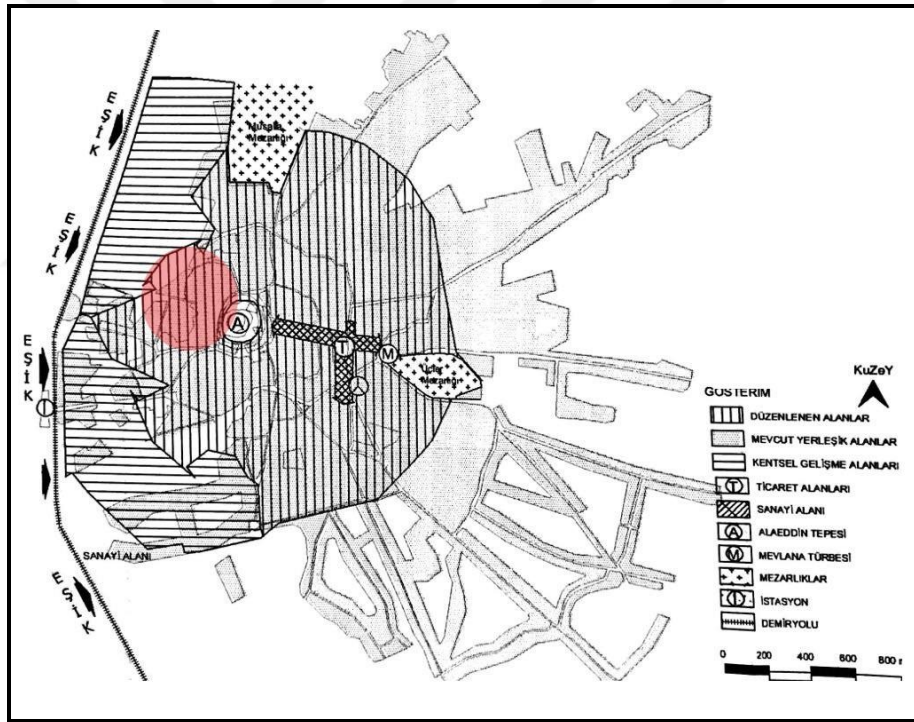 EŞİK
Musalla
Mezarlığı
EŞİK
EŞİK
A
T
M
Üçler
Mezarlığı
I
SANAYİ ALANI
EŞİK
KuZeY
GÖSTERİM
DÜZENLENEN ALANLAR
MEVCUT YERLEŞİK ALANLAR
KENTSEL GELİŞME ALANLARI
T TİCARET ALANLARI
SANAYİ ALANI
A ALAEDDİN TEPESİ
M MEVLANA TÜRBESİ
MEZARLIKLAR
I İSTASYON
DEMİRYOLU
0 200 400 600 800